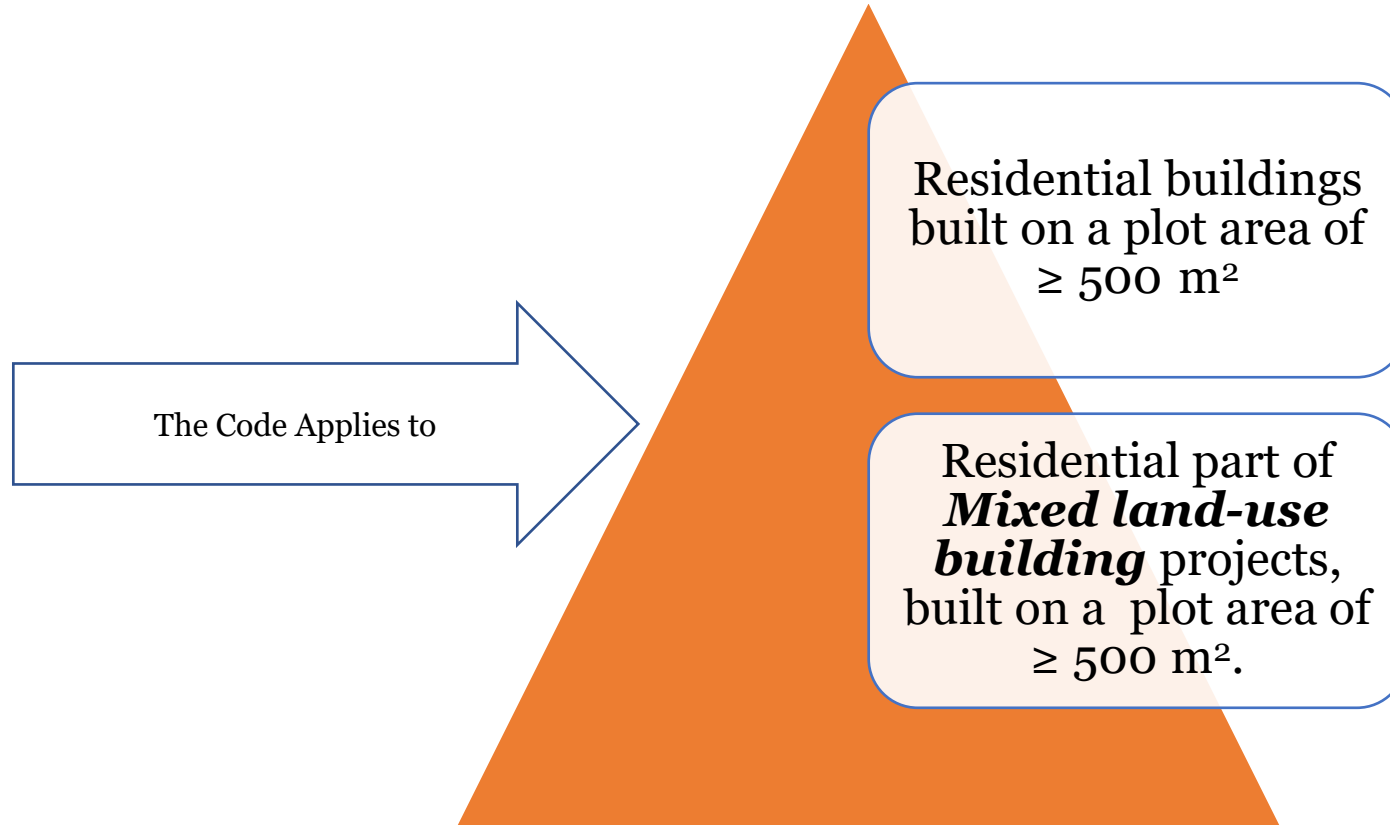 The Code Applies to
Residential buildings
built on a plot area of
≥ 500 m²
Residential part of
Mixed land-use
building projects,
built on a  plot area of
≥ 500 m².